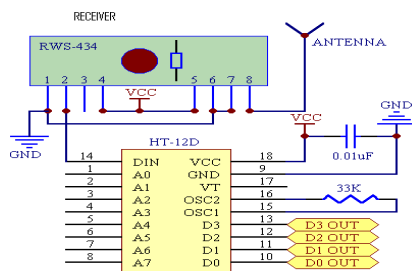 RECEIVER
RWS-434
ANTENNA
1 2 3 4 5 6 7 8
VCC
VCC
GND
GND
HT-12D
0.01uF
14 DIN VCC 18
1 A0 GND 9
2 A1 VT 17
3 A2 OSC2 16
33K
4 A3 OSC1 15
5 A4 D3 13 D3 OUT
6 A5 D2 12 D2 OUT
7 A6 D1 11 D1 OUT
8 A7 D0 10 D0 OUT